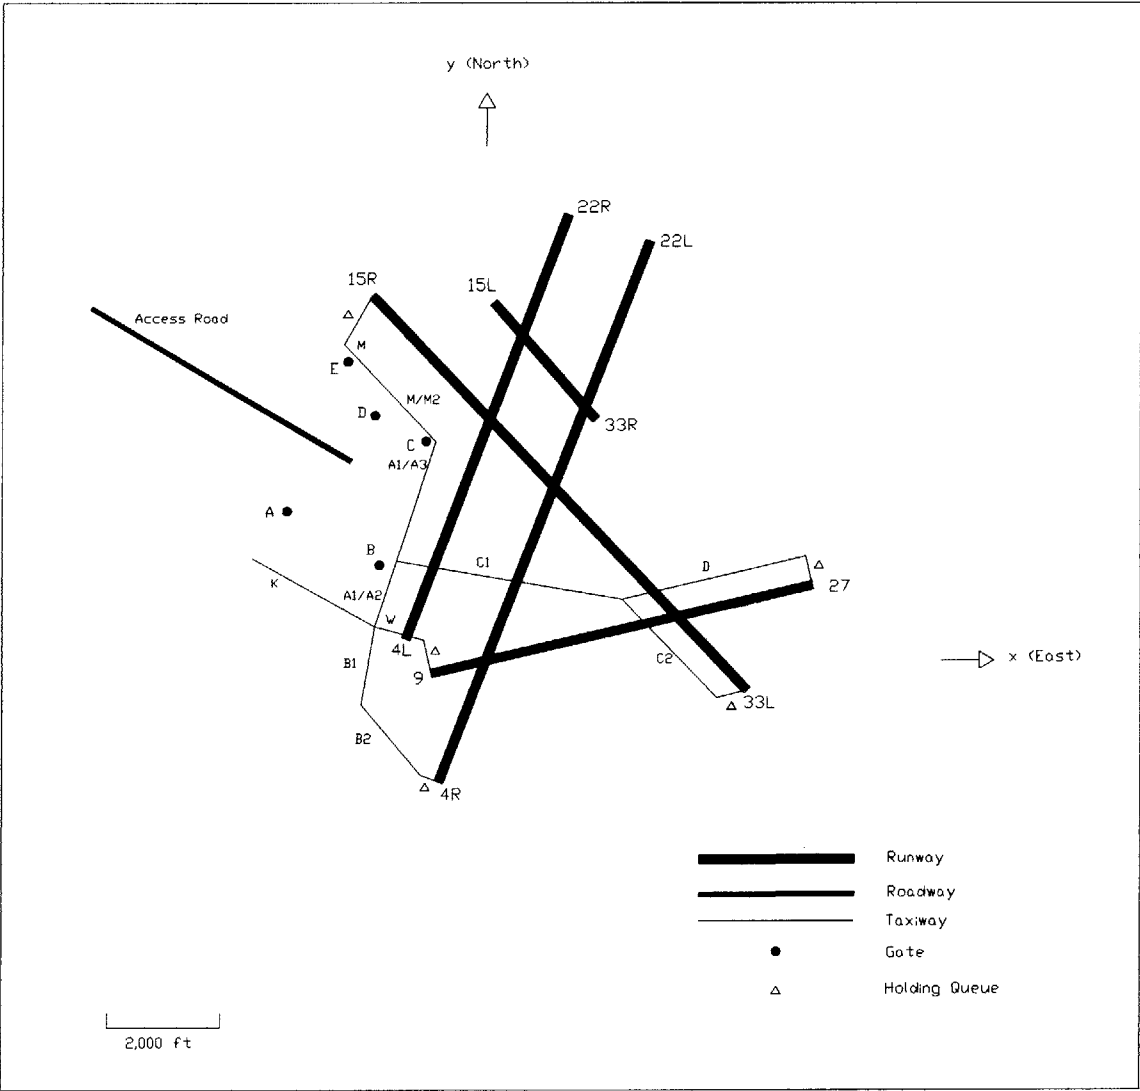 y (North)
22R
22L
15R
15L
Access Road
M
E
M/M2
D
33R
C
A1/A3
A
B
C1
D
27
K
A1/A2
W
4L
x (East)
B1
C2
9
33L
B2
4R
Runway
Roadway
Taxiway
Gate
Holding Queue
2,000 ft